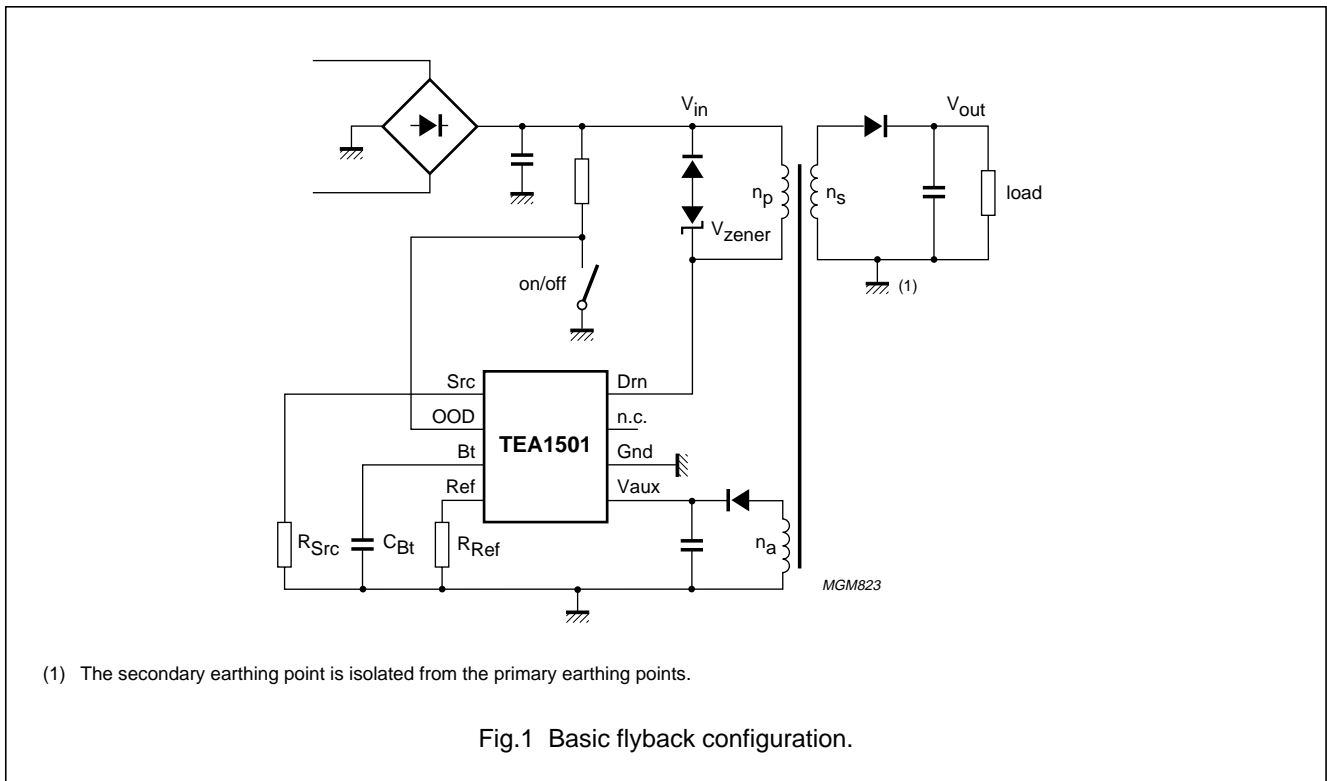 Vin
Vout
np
ns
load
Vzener
on/off
(1)
Src
Drn
OOD
n.c.
TEA1501
Bt
Gnd
Ref
Vaux
RSrc
CBt
RRef
na
MGM823
(1) The secondary earthing point is isolated from the primary earthing points.
Fig.1 Basic flyback configuration.